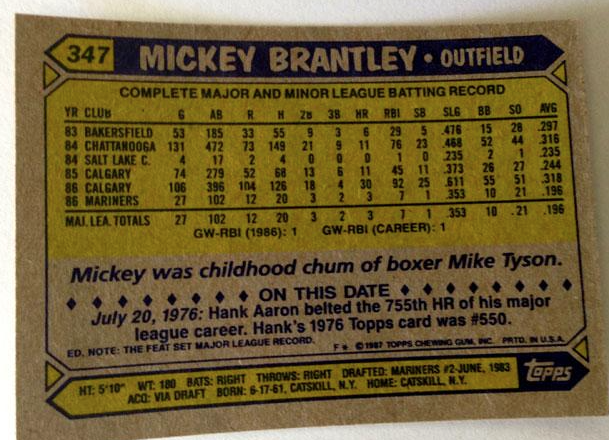 347 MICKEY BRANTLEY • OUTFIELD
COMPLETE MAJOR AND MINOR LEAGUE BATTING RECORD
YR CLUB G AB R H 2B 3B HR RBI SB SLG BB SO AVG
83 BAKERSFIELD 53 185 33 55 9 3 6 29 5 .476 15 28 .297
84 CHATTANOOGA 131 472 73 149 21 9 11 76 23 .468 52 44 .316
84 SALT LAKE C. 4 17 2 4 0 0 0 1 0 .235 2 1 .235
85 CALGARY 74 279 52 68 13 6 11 45 11 .373 26 27 .244
86 CALGARY 106 396 104 126 18 4 30 92 25 .611 55 51 .318
86 MARINERS 27 102 12 20 3 2 3 7 1 .353 10 21 .196
MAJ. LEA. TOTALS 27 102 12 20 3 2 3 7 1 .353 10 21 .196
GW-RBI (1986): 1 GW-RBI (CAREER): 1
Mickey was childhood chum of boxer Mike Tyson.
♦ ♦ ♦ ♦ ♦ ♦ ♦ ♦ ON THIS DATE ♦ ♦ ♦ ♦ ♦ ♦ ♦ ♦
July 20, 1976: Hank Aaron belted the 755th HR of his major
league career. Hank's 1976 Topps card was #550.
ED. NOTE: THE FEAT SET MAJOR LEAGUE RECORD. F* © 1987 TOPPS CHEWING GUM, INC. PRTD. IN U.S.A.
HT: 5'10" WT: 180 BATS: RIGHT THROWS: RIGHT DRAFTED: MARINERS #2-JUNE, 1983
ACQ: VIA DRAFT BORN: 6-17-61, CATSKILL, N.Y. HOME: CATSKILL, N.Y.
TOPPS